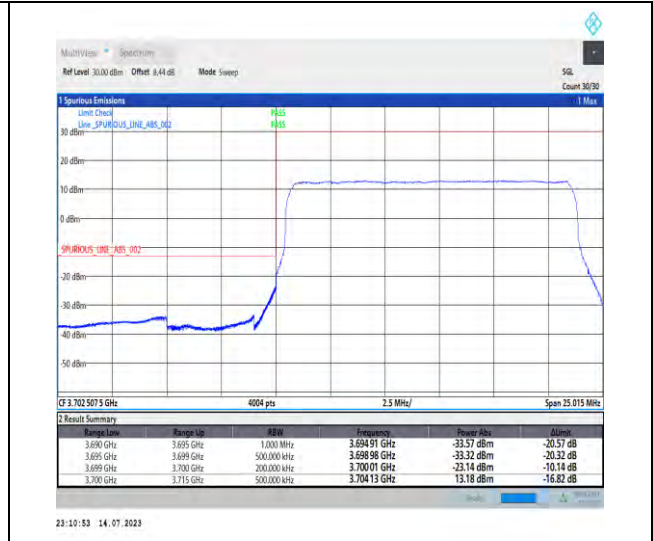 MultiView Spectrum
Ref Level 30.00 dBm Offset 8.44 dB Mode Sweep SGL
Count 30/30
1 Spurious Emissions 1 Max
Limit Check PASS
Line _SPURIOUS_LINE_ABS_002 PASS
30 dBm
20 dBm
10 dBm
0 dBm
SPURIOUS_LINE_ABS_002
-20 dBm
-30 dBm
-40 dBm
-50 dBm
CF 3.702 507 5 GHz 4004 pts 2.5 MHz/ Span 25.015 MHz
2 Result Summary
Range Low Range Up RBW Frequency Power Abs ΔLimit
3.690 GHz 3.695 GHz 1.000 MHz 3.694 91 GHz -33.57 dBm -20.57 dB
3.695 GHz 3.699 GHz 500.000 kHz 3.698 98 GHz -33.32 dBm -20.32 dB
3.699 GHz 3.700 GHz 200.000 kHz 3.700 01 GHz -23.14 dBm -10.14 dB
3.700 GHz 3.715 GHz 500.000 kHz 3.704 13 GHz 13.18 dBm -16.82 dB
23:10:53 14.07.2023